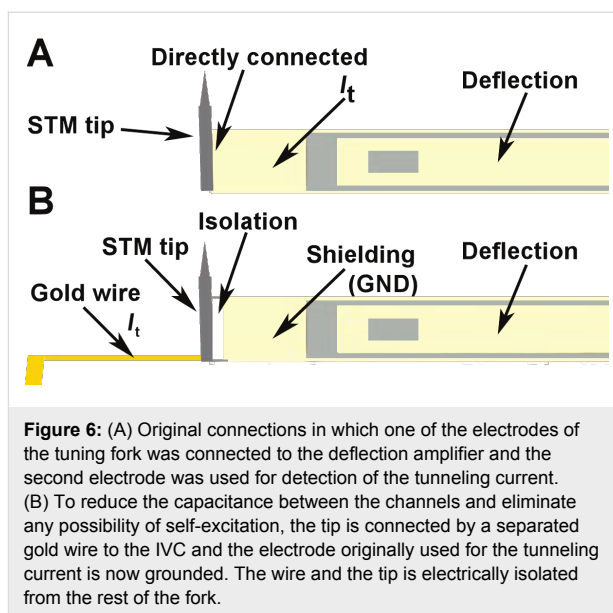 A
Directly connected
I_t
Deflection
STM tip
B
Isolation
STM tip
Shielding
(GND)
Deflection
Gold wire
I_t
Figure 6: (A) Original connections in which one of the electrodes of
the tuning fork was connected to the deflection amplifier and the
second electrode was used for detection of the tunneling current.
(B) To reduce the capacitance between the channels and eliminate
any possibility of self-excitation, the tip is connected by a separated
gold wire to the IVC and the electrode originally used for the tunneling
current is now grounded. The wire and the tip is electrically isolated
from the rest of the fork.